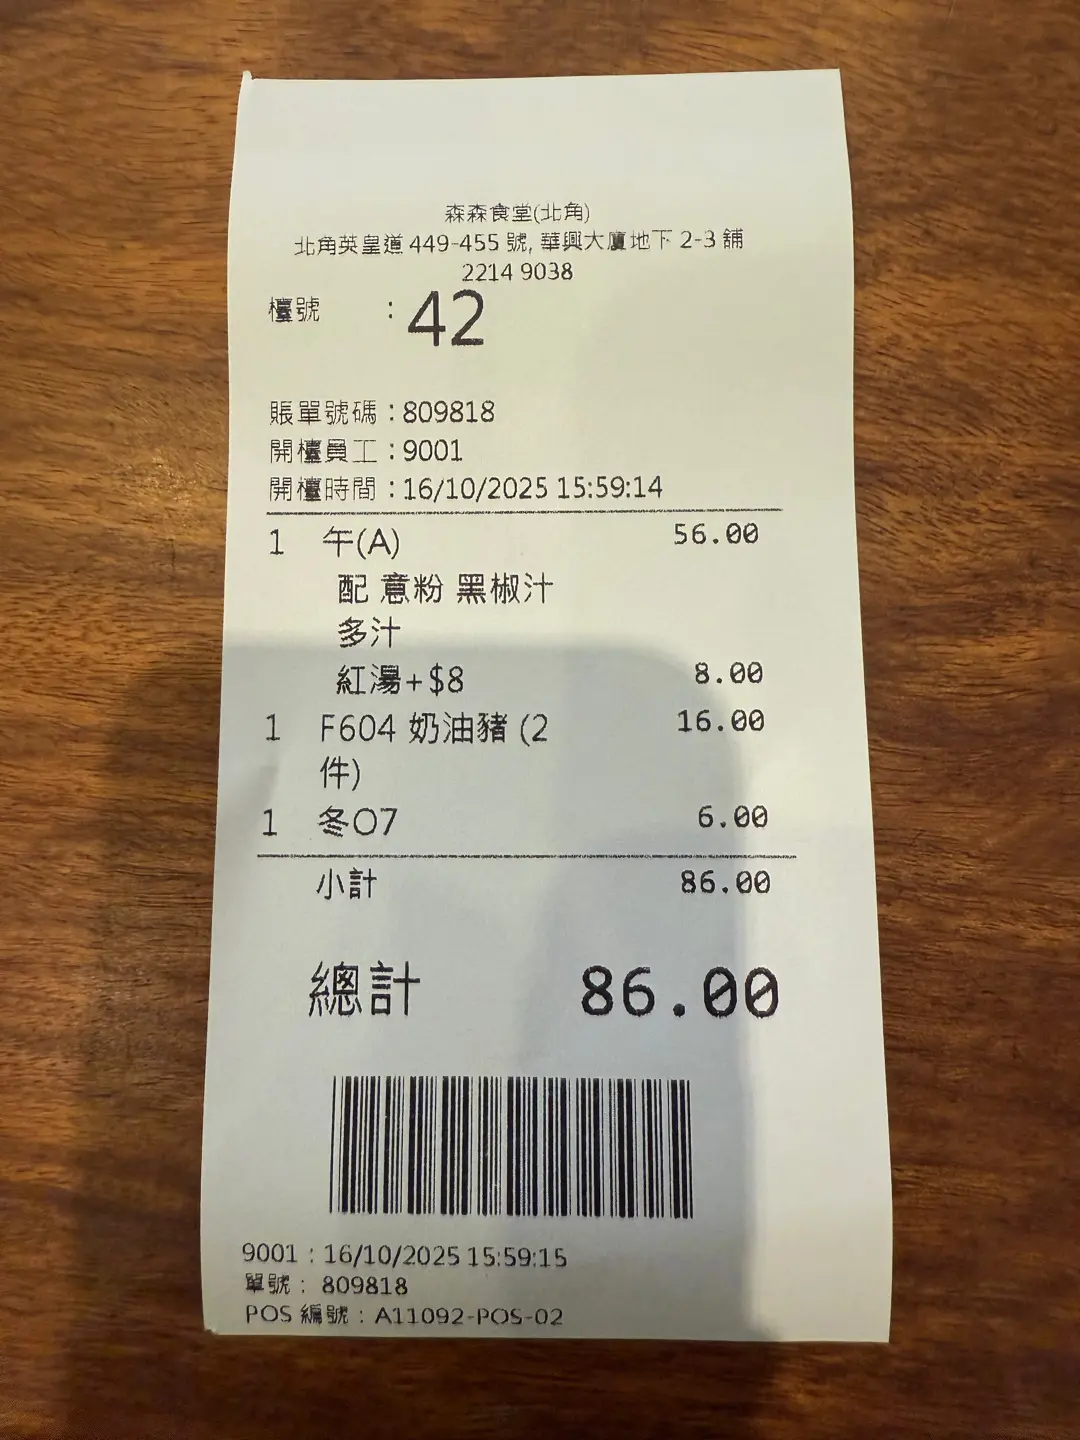 森森食堂(北角)
北角英皇道 449-455 號, 華興大廈地下 2-3 舖
2214 9038
檯號 : 42
賬單號碼 : 809818
開檯員工 : 9001
開檯時間 : 16/10/2025 15:59:14
1 午(A) 56.00
配 意粉 黑椒汁
多汁
紅湯+$8 8.00
1 F604 奶油豬 (2 16.00
件)
1 冬O7 6.00
小計 86.00
總計 86.00
9001 : 16/10/2025 15:59:15
單號 : 809818
POS 編號 : A11092-POS-02